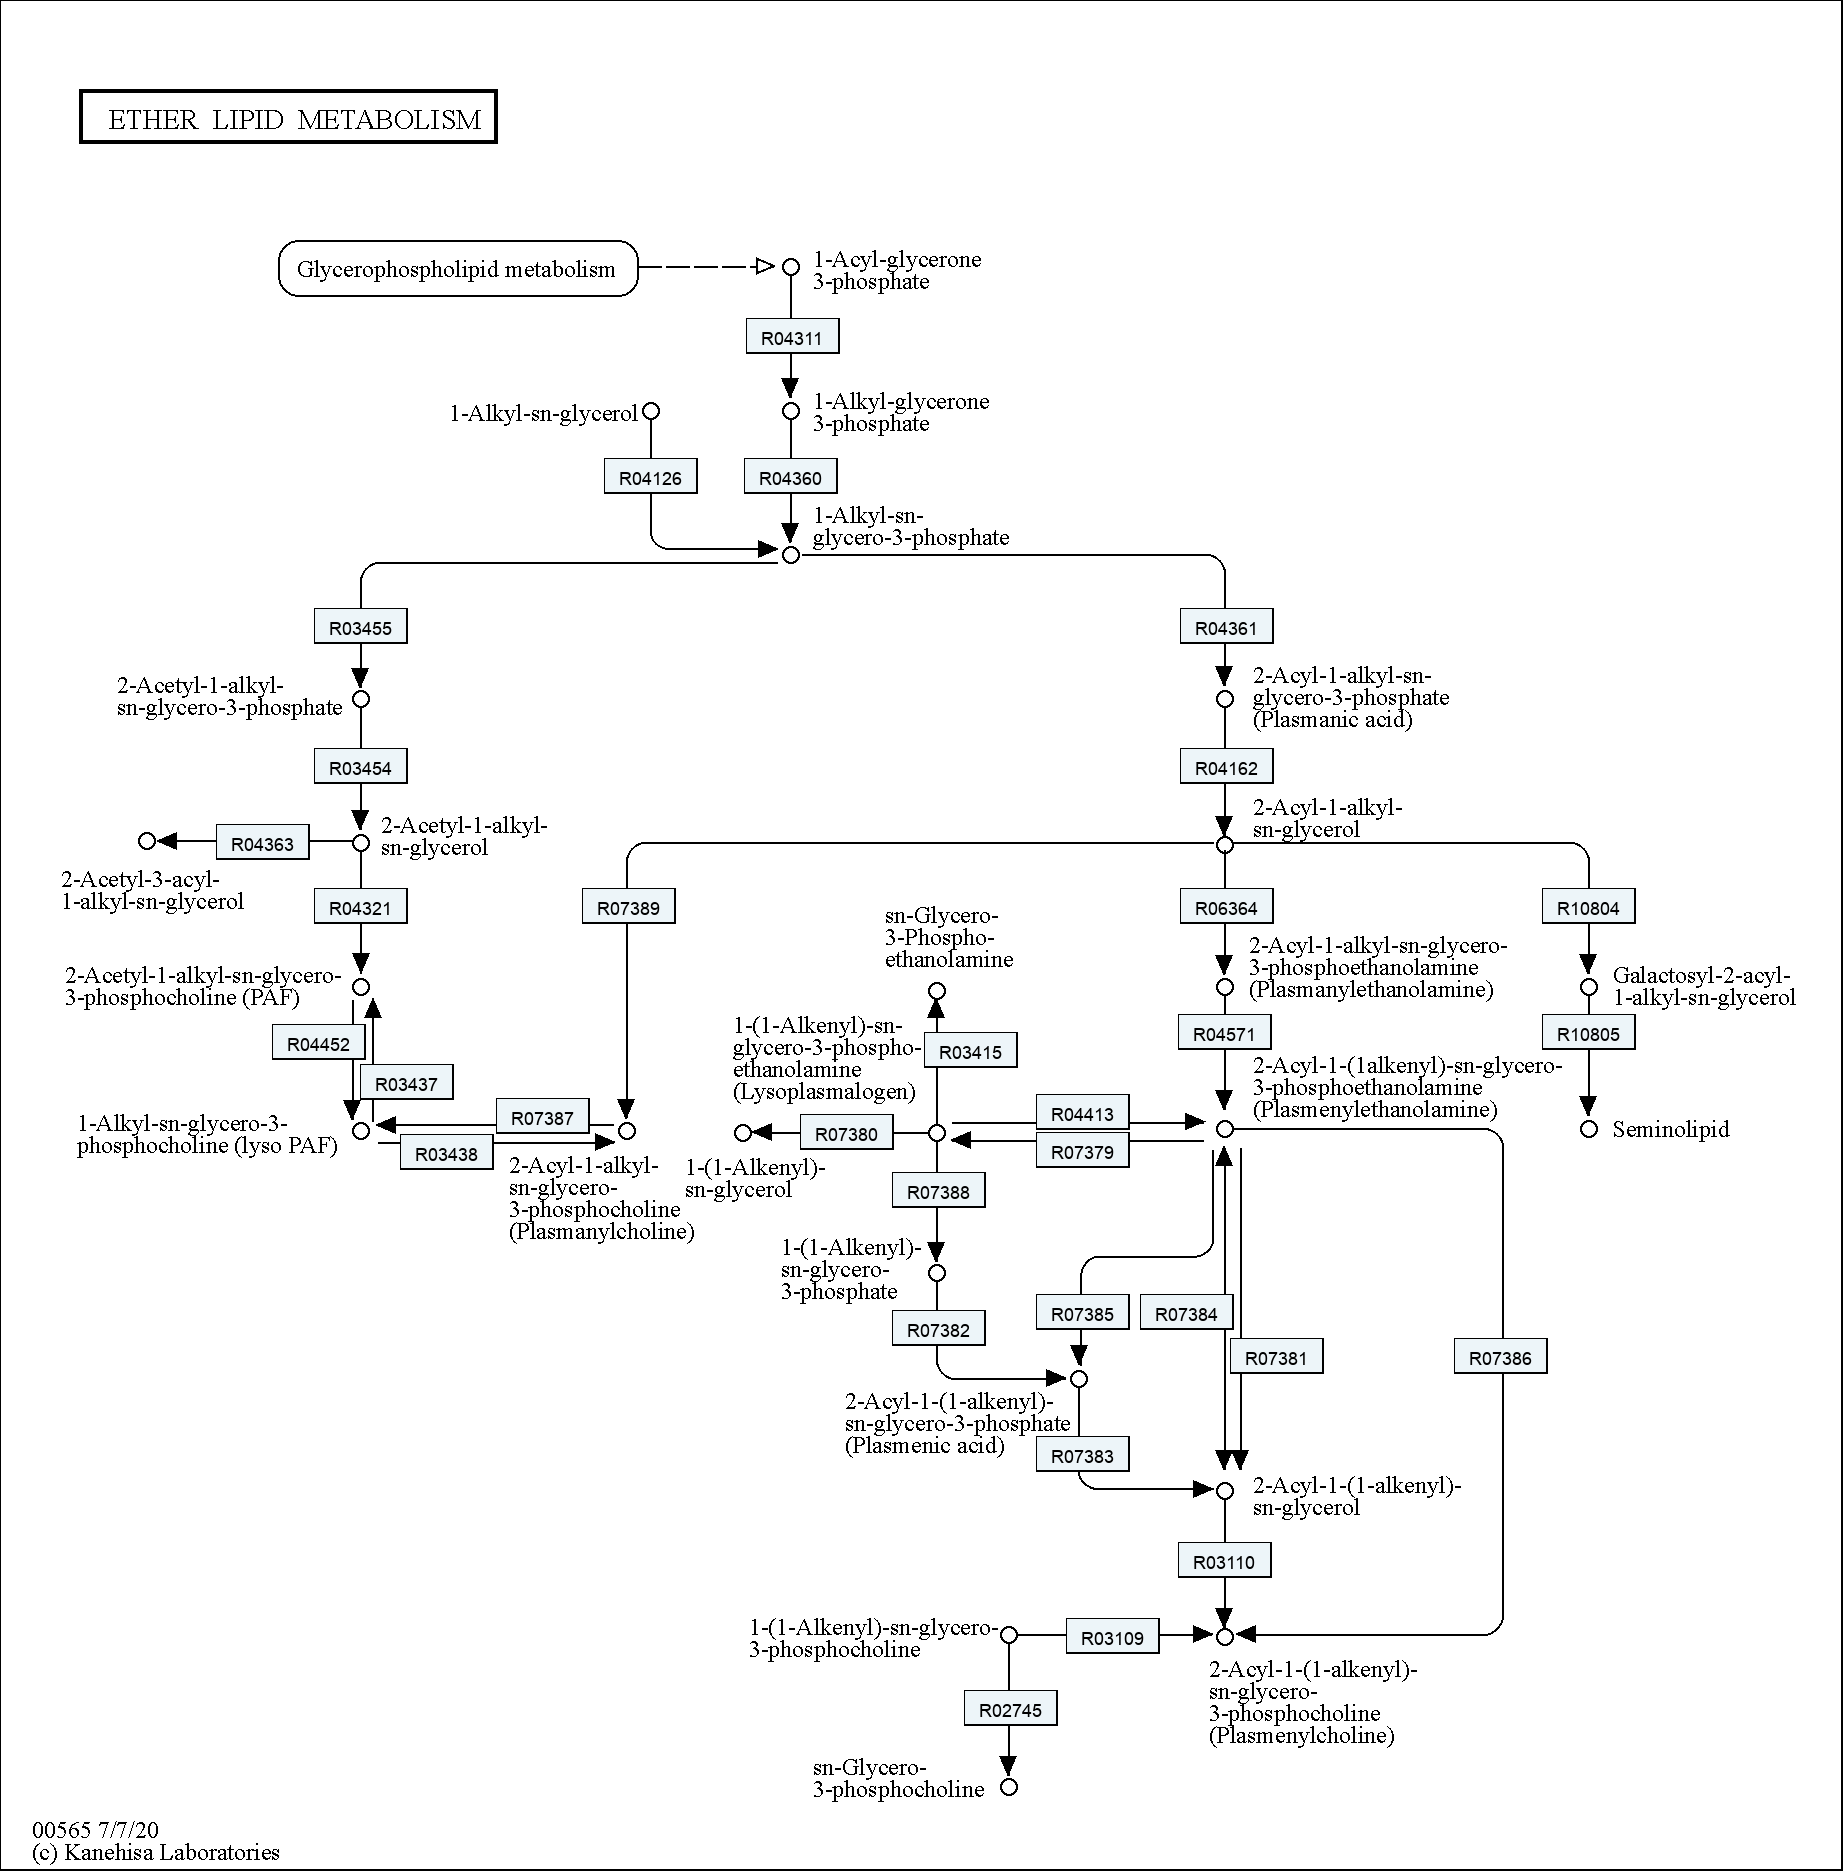 ETHER LIPID METABOLISM
Glycerophospholipid metabolism
1-Acyl-glycerone
3-phosphate
R04311
1-Alkyl-sn-glycerol
1-Alkyl-glycerone
3-phosphate
R04126
R04360
1-Alkyl-sn-
glycero-3-phosphate
R03455
R04361
2-Acetyl-1-alkyl-
sn-glycero-3-phosphate
2-Acyl-1-alkyl-sn-
glycero-3-phosphate
(Plasmanic acid)
R03454
R04162
2-Acetyl-1-alkyl-
sn-glycerol
2-Acyl-1-alkyl-
sn-glycerol
R04363
2-Acetyl-3-acyl-
1-alkyl-sn-glycerol
R04321
R07389
R06364
R10804
sn-Glycero-
3-Phospho-
ethanolamine
2-Acyl-1-alkyl-sn-glycero-
3-phosphoethanolamine
(Plasmanylethanolamine)
2-Acetyl-1-alkyl-sn-glycero-
3-phosphocholine (PAF)
Galactosyl-2-acyl-
1-alkyl-sn-glycerol
R04452
R03437
1-(1-Alkenyl)-sn-
glycero-3-phospho-
ethanolamine
(Lysoplasmalogen)
R03415
R04571
R10805
2-Acyl-1-(1alkenyl)-sn-glycero-
3-phosphoethanolamine
(Plasmenylethanolamine)
1-Alkyl-sn-glycero-3-
phosphocholine (lyso PAF)
R07387
R03438
R07380
R04413
R07379
Seminolipid
2-Acyl-1-alkyl-
sn-glycero-
3-phosphocholine
(Plasmanylcholine)
1-(1-Alkenyl)-
sn-glycerol
R07388
1-(1-Alkenyl)-
sn-glycero-
3-phosphate
R07382
R07385
R07384
R07381
R07386
2-Acyl-1-(1-alkenyl)-
sn-glycero-3-phosphate
(Plasmenic acid)
R07383
2-Acyl-1-(1-alkenyl)-
sn-glycerol
R03110
1-(1-Alkenyl)-sn-glycero-
3-phosphocholine
R03109
2-Acyl-1-(1-alkenyl)-
sn-glycero-
3-phosphocholine
(Plasmenylcholine)
R02745
sn-Glycero-
3-phosphocholine
00565 7/7/20
(c) Kanehisa Laboratories